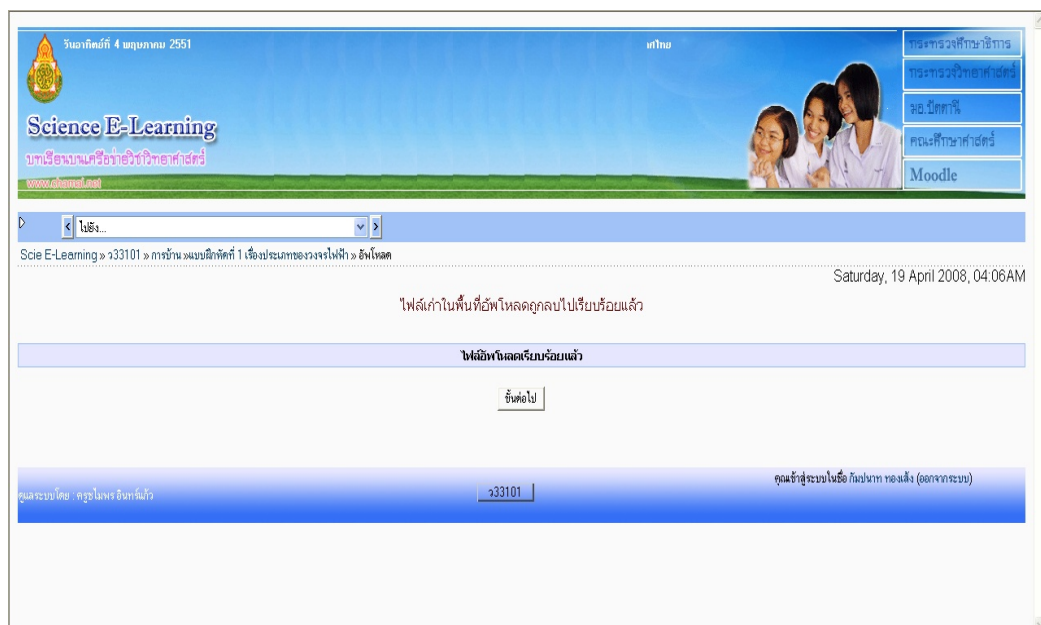 วันอาทิตย์ที่ 4 พฤษภาคม 2551
เศไทย
กระทรวงศึกษาธิการ
กระทรวงวิทยาศาสตร์
มอ.ปัตตานี
คณะศึกษาศาสตร์
Moodle
Science E-Learning
บทเรียนบนเครือข่ายวิชาวิทยาศาสตร์
www.chamai.net
ไปยัง...
Scie E-Learning » ว33101 » การบ้าน »แบบฝึกหัดที่ 1 เรื่องประเภทของวงจรไฟฟ้า » อัพโหลด
Saturday, 19 April 2008, 04:06AM
ไฟล์เก่าในพื้นที่อัพโหลดถูกลบไปเรียบร้อยแล้ว
ไฟล์อัพโหลดเรียบร้อยแล้ว
ขั้นต่อไป
คุณเข้าสู่ระบบในชื่อ กัมปนาท ทองเส้ง (ออกจากระบบ)
ดูแลระบบโดย : ครูชไมพร อินทร์แก้ว
ว33101